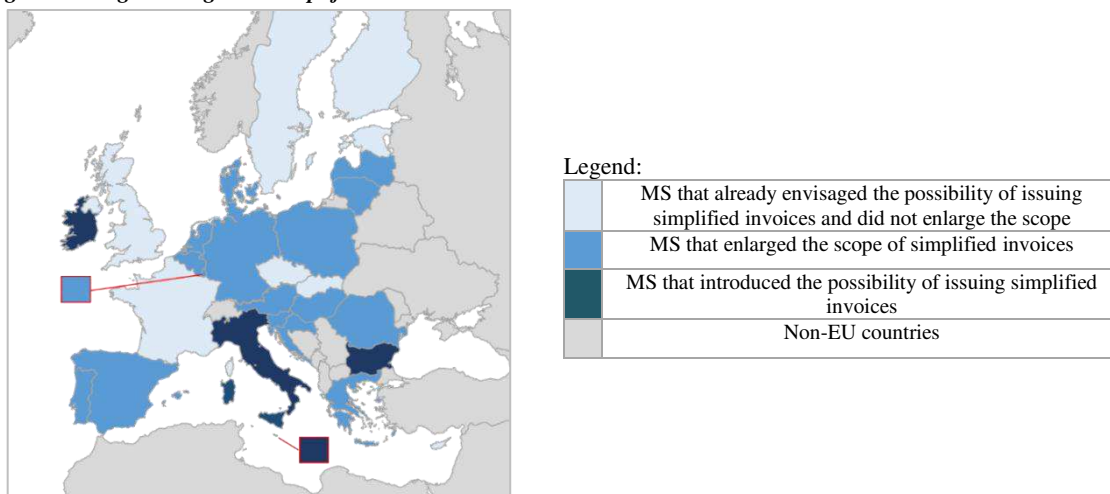 Legend:
MS that already envisaged the possibility of issuing
simplified invoices and did not enlarge the scope
MS that enlarged the scope of simplified invoices
MS that introduced the possibility of issuing simplified
invoices
Non-EU countries